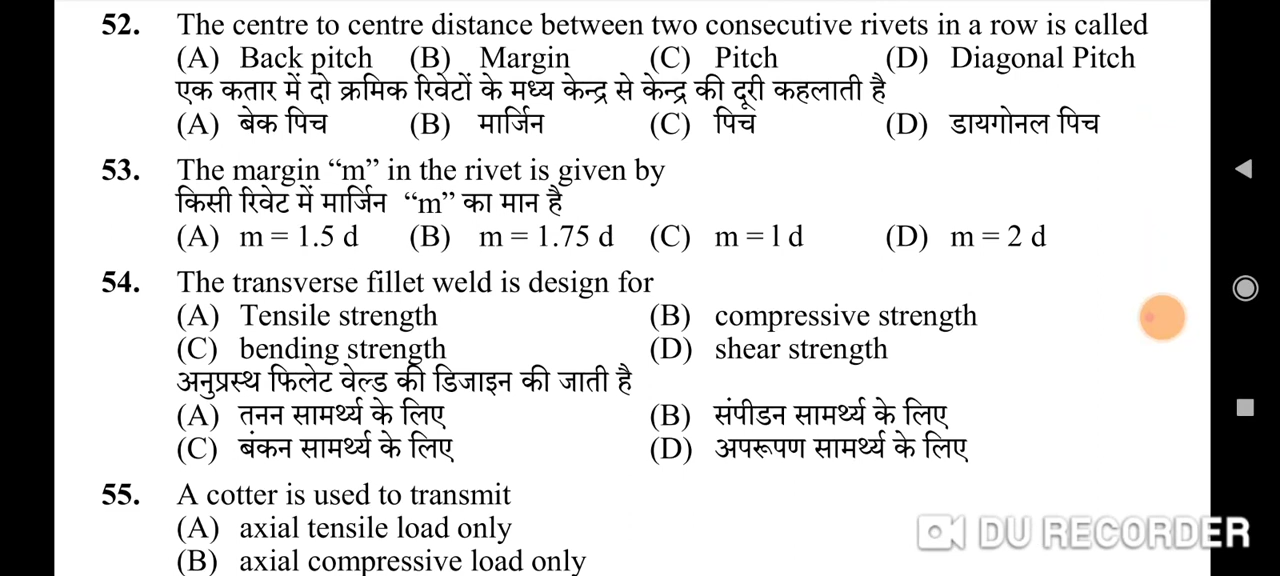 52. The centre to centre distance between two consecutive rivets in a row is called
(A) Back pitch (B) Margin (C) Pitch (D) Diagonal Pitch
एक कतार में दो क्रमिक रिवेटों के मध्य केन्द्र से केन्द्र की दूरी कहलाती है
(A) बेक पिच (B) मार्जिन (C) पिच (D) डायगोनल पिच
53. The margin “m” in the rivet is given by
किसी रिवेट में मार्जिन “m” का मान है
(A) m = 1.5 d (B) m = 1.75 d (C) m = l d (D) m = 2 d
54. The transverse fillet weld is design for
(A) Tensile strength (B) compressive strength
(C) bending strength (D) shear strength
अनुप्रस्थ फिलेट वेल्ड की डिजाइन की जाती है
(A) तनन सामर्थ्य के लिए (B) संपीडन सामर्थ्य के लिए
(C) बंकन सामर्थ्य के लिए (D) अपरूपण सामर्थ्य के लिए
55. A cotter is used to transmit
(A) axial tensile load only
(B) axial compressive load only
DU RECORDER